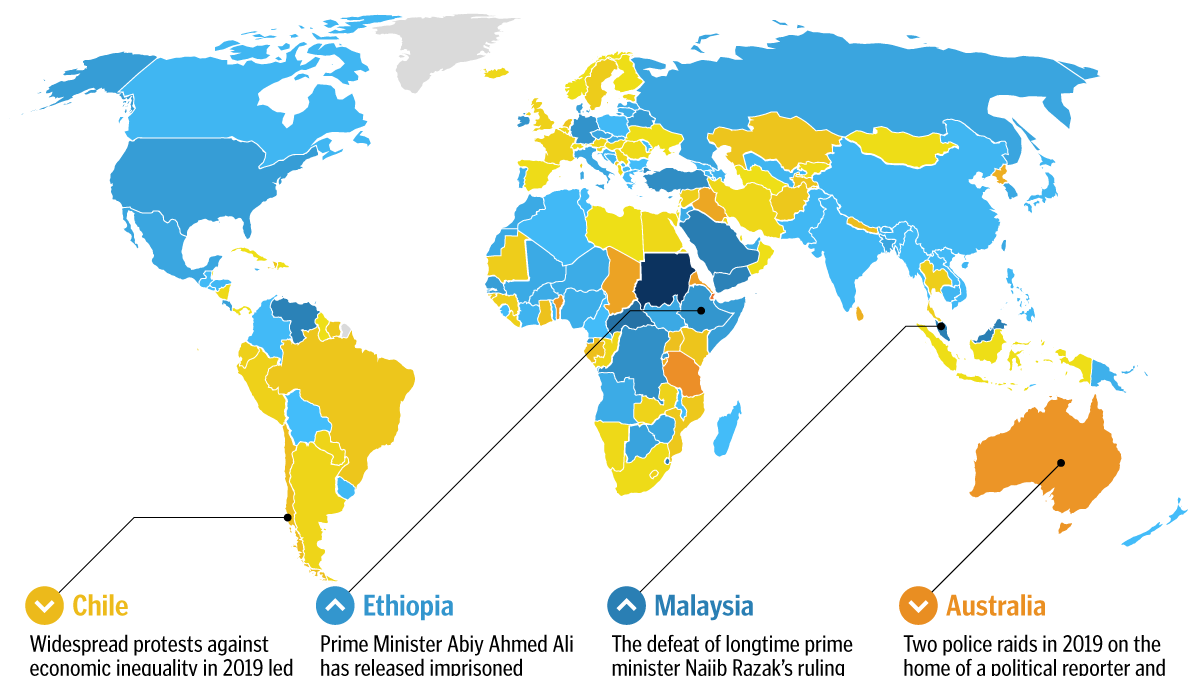 Chile
Widespread protests against
economic inequality in 2019 led
Ethiopia
Prime Minister Abiy Ahmed Ali
has released imprisoned
Malaysia
The defeat of longtime prime
minister Najib Razak’s ruling
Australia
Two police raids in 2019 on the
home of a political reporter and